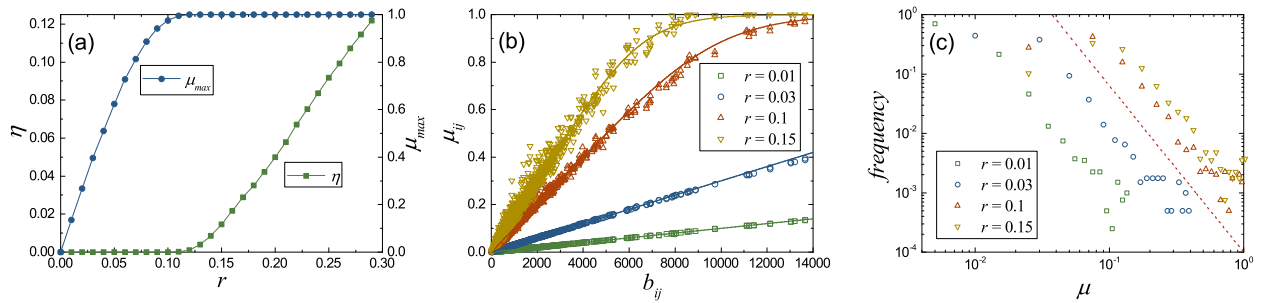 (a)
μmax
η
0.12
0.10
0.08
0.06
0.04
0.02
0.00
η
1.0
0.8
0.6
0.4
0.2
0.0
μmax
0.00 0.05 0.10 0.15 0.20 0.25 0.30
r
(b)
r = 0.01
r = 0.03
r = 0.1
r = 0.15
1.0
0.8
0.6
0.4
0.2
0.0
μij
0 2000 4000 6000 8000 10000 12000 14000
bij
(c)
r = 0.01
r = 0.03
r = 0.1
r = 0.15
10^0
10^-1
10^-2
10^-3
10^-4
frequency
10^-2 10^-1 10^0
μ